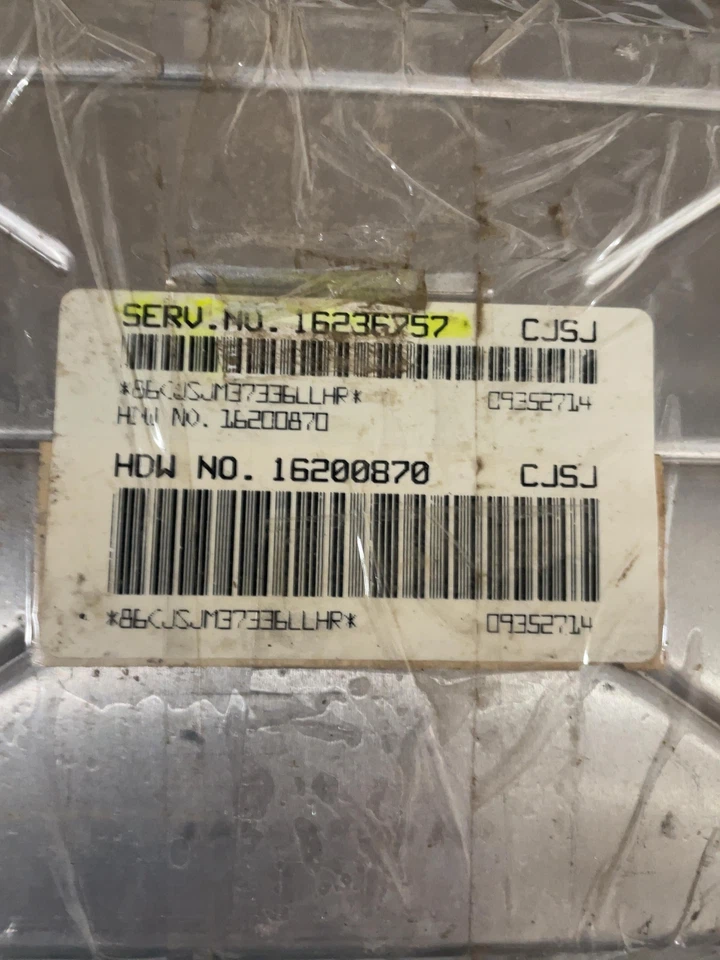 SERV.NO. 16236757 CJSJ
*86CJSJM37336LLHR* 09352714
HDW NO. 16200870
HDW NO. 16200870 CJSJ
*86CJSJM37336LLHR* 09352714